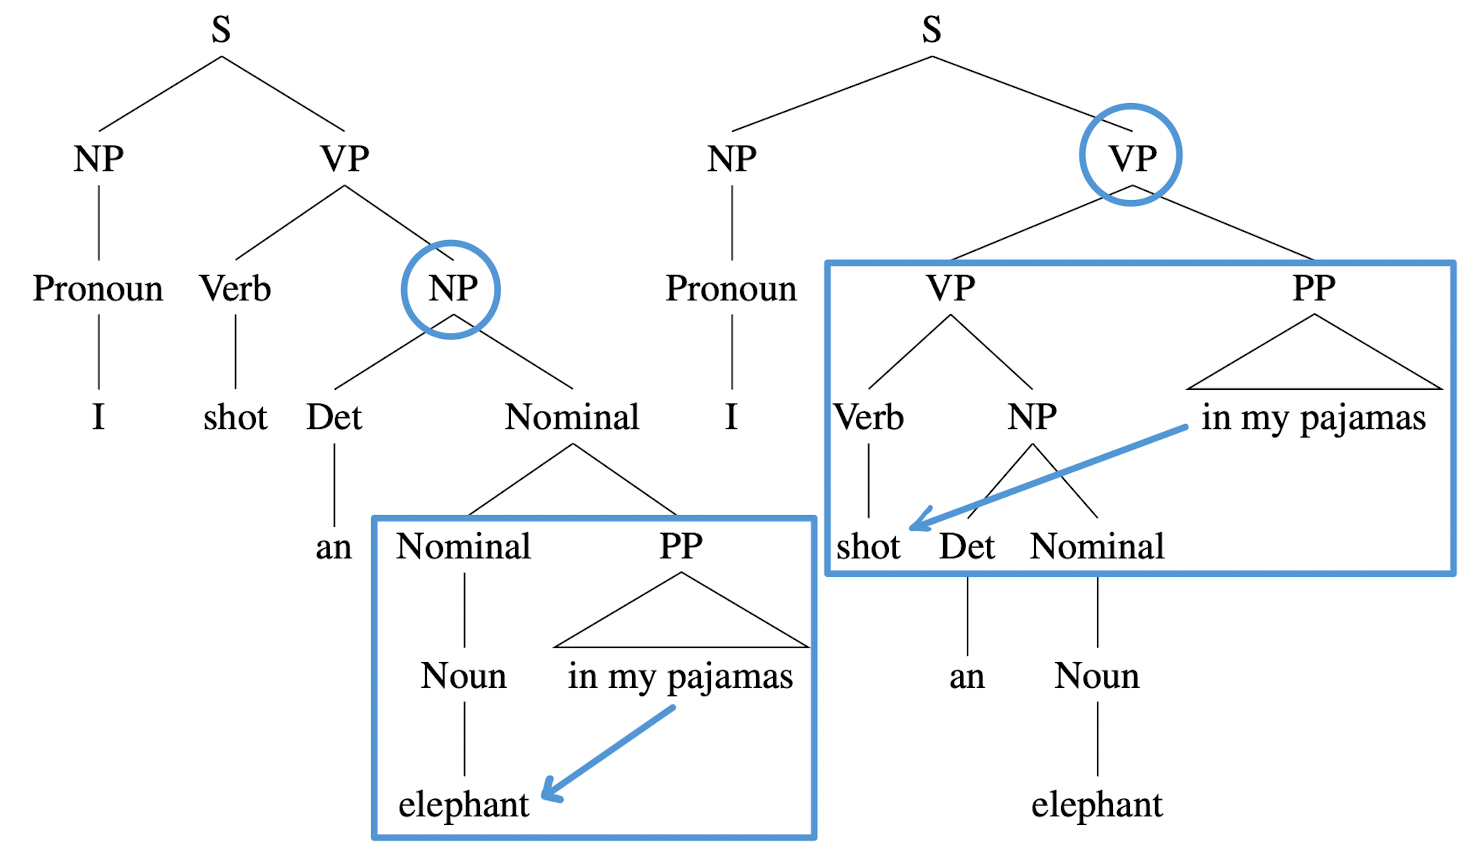 S
NP VP
Pronoun Verb NP
I shot Det Nominal
an Nominal PP
Noun in my pajamas
elephant
S
NP VP
Pronoun VP PP
I Verb NP in my pajamas
shot Det Nominal
an Noun
elephant